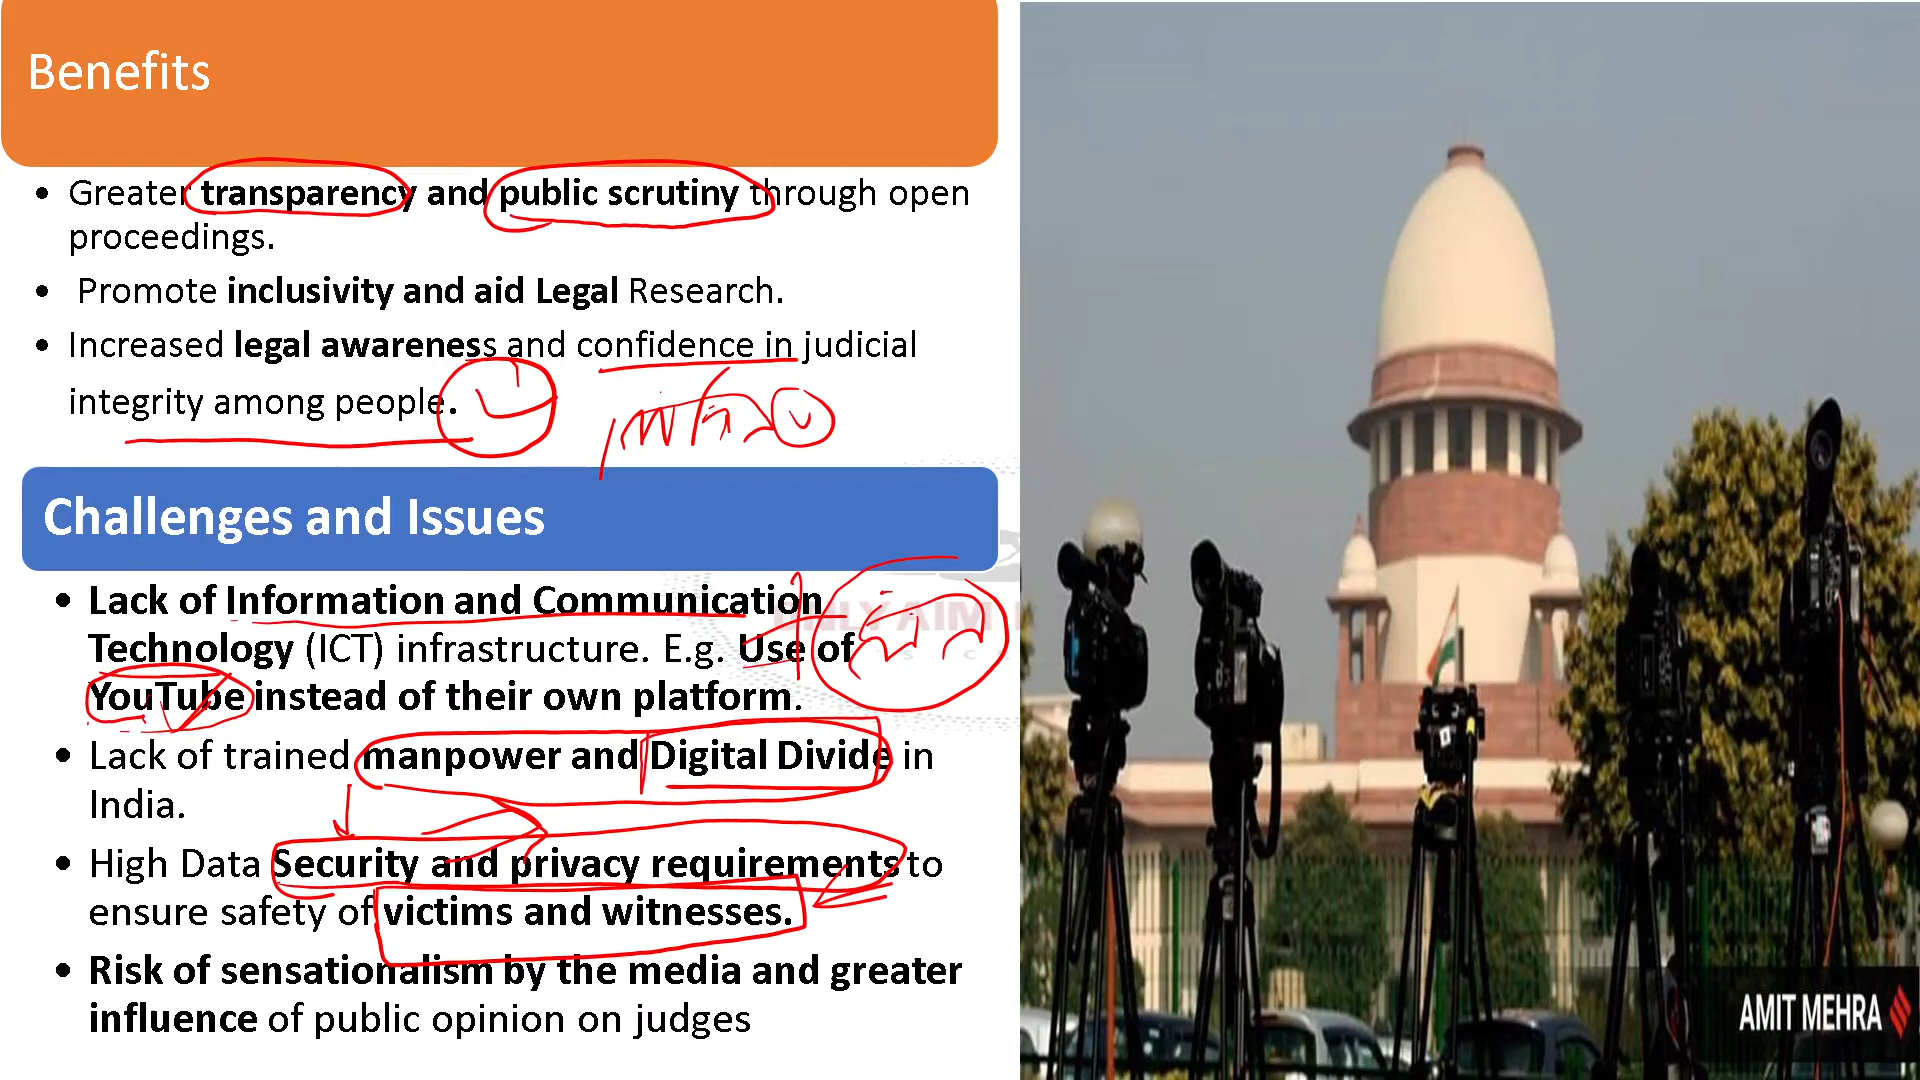 Benefits
• Greater transparency and public scrutiny through open
proceedings.
• Promote inclusivity and aid Legal Research.
• Increased legal awareness and confidence in judicial
integrity among people.
Challenges and Issues
• Lack of Information and Communication
Technology (ICT) infrastructure. E.g. Use of
YouTube instead of their own platform.
• Lack of trained manpower and Digital Divide in
India.
• High Data Security and privacy requirements to
ensure safety of victims and witnesses.
• Risk of sensationalism by the media and greater
influence of public opinion on judges
AMIT MEHRA